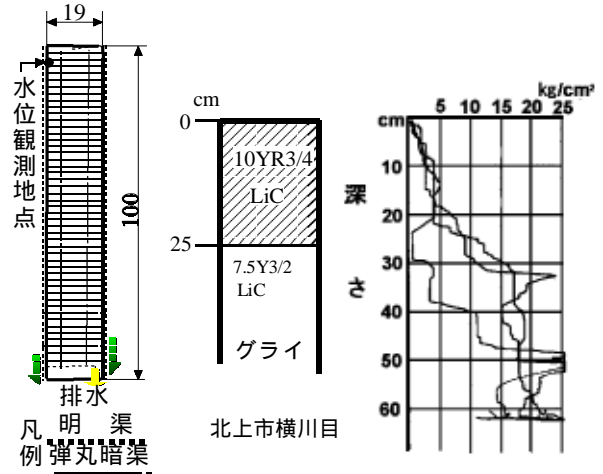 19
水位観測地点
100
排水
凡例
明 渠
弾丸暗渠
cm
0
10YR3/4
LiC
25
7.5Y3/2
LiC
グライ
北上市横川目
kg/cm²
5 10 15 20 25
cm
10
20
30
40
50
60
深さ